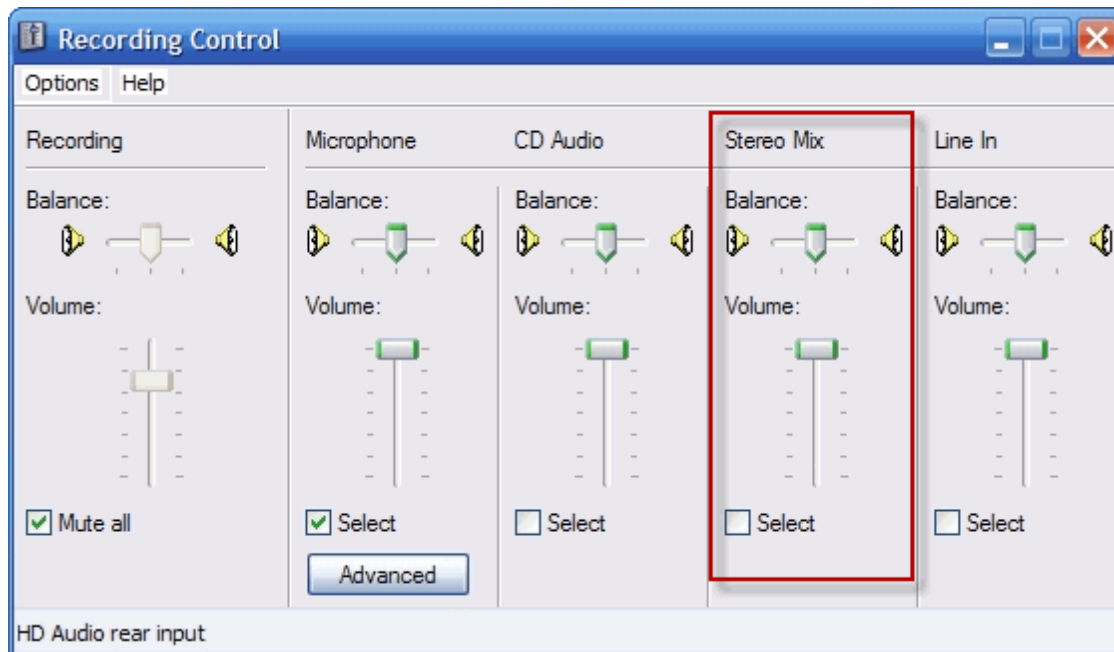 Recording Control
Options Help
Recording Microphone CD Audio Stereo Mix Line In
Balance: Balance: Balance: Balance: Balance:
Volume: Volume: Volume: Volume: Volume:
Mute all Select Select Select Select
Advanced
HD Audio rear input